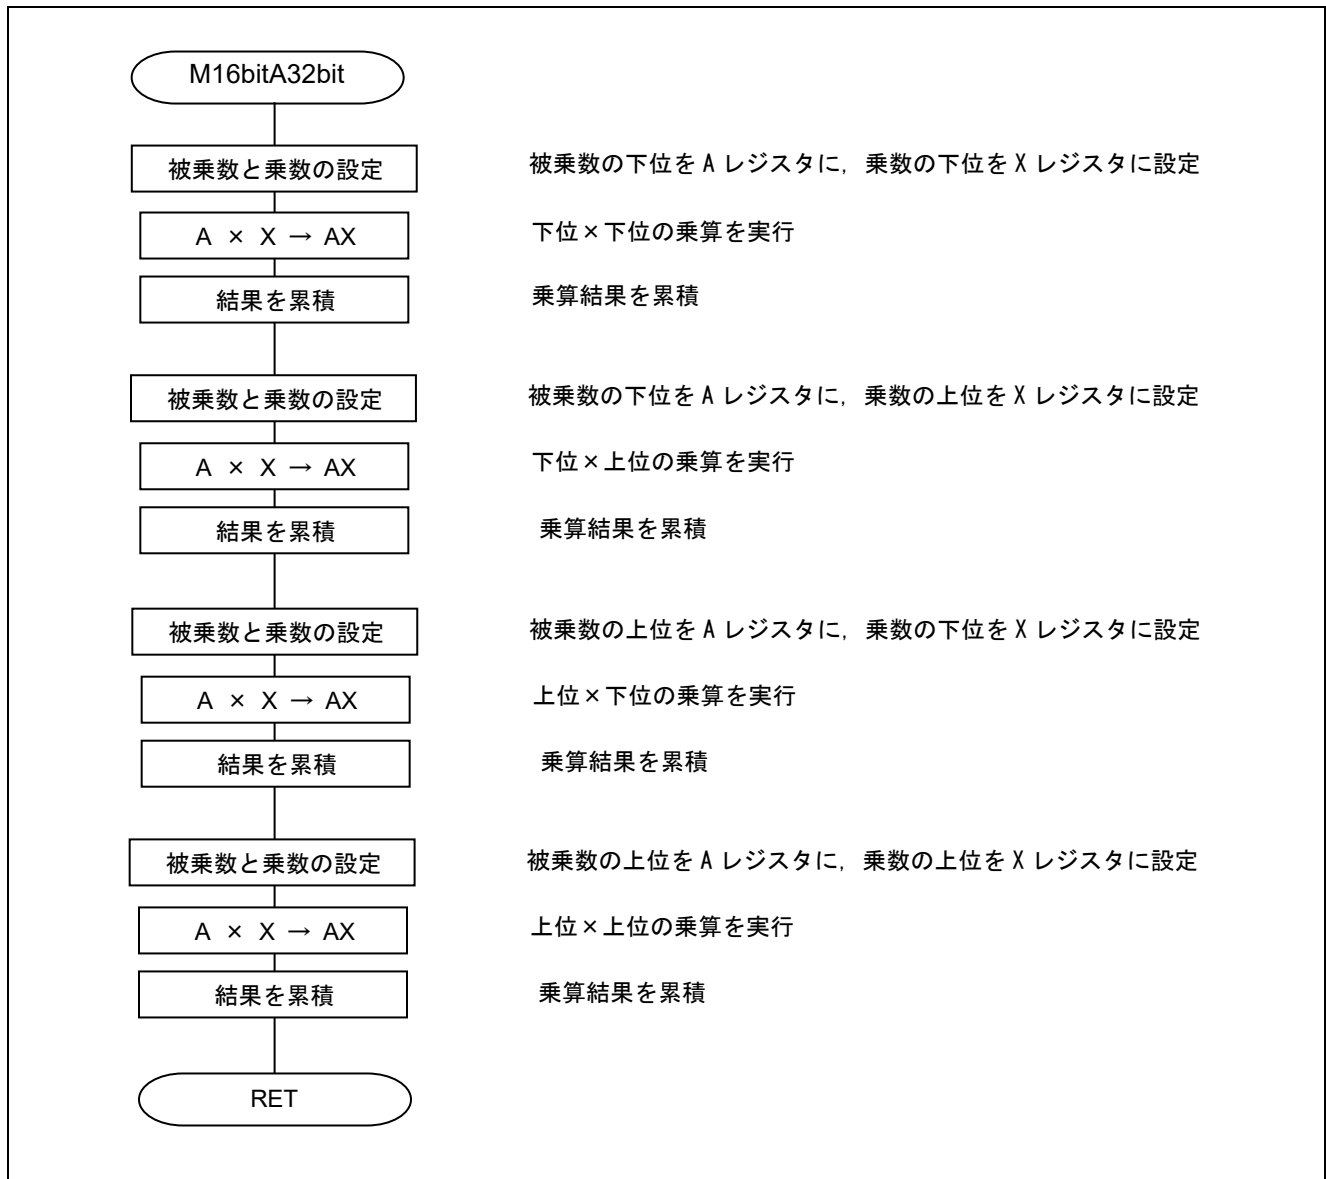 M16bitA32bit
被乗数と乗数の設定 被乗数の下位を A レジスタに，乗数の下位を X レジスタに設定
A × X → AX 下位×下位の乗算を実行
結果を累積 乗算結果を累積
被乗数と乗数の設定 被乗数の下位を A レジスタに，乗数の上位を X レジスタに設定
A × X → AX 下位×上位の乗算を実行
結果を累積 乗算結果を累積
被乗数と乗数の設定 被乗数の上位を A レジスタに，乗数の下位を X レジスタに設定
A × X → AX 上位×下位の乗算を実行
結果を累積 乗算結果を累積
被乗数と乗数の設定 被乗数の上位を A レジスタに，乗数の上位を X レジスタに設定
A × X → AX 上位×上位の乗算を実行
結果を累積 乗算結果を累積
RET